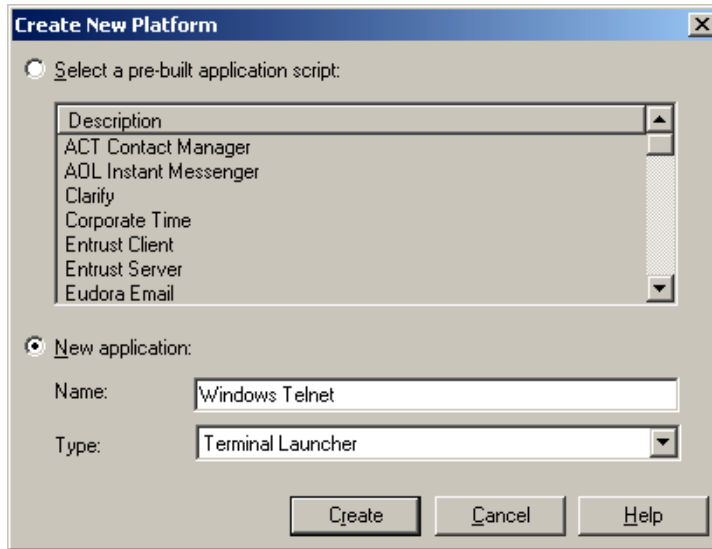 Create New Platform
Select a pre-built application script:
Description
ACT Contact Manager
AOL Instant Messenger
Clarify
Corporate Time
Entrust Client
Entrust Server
Eudora Email
New application:
Name: Windows Telnet
Type: Terminal Launcher
Create Cancel Help